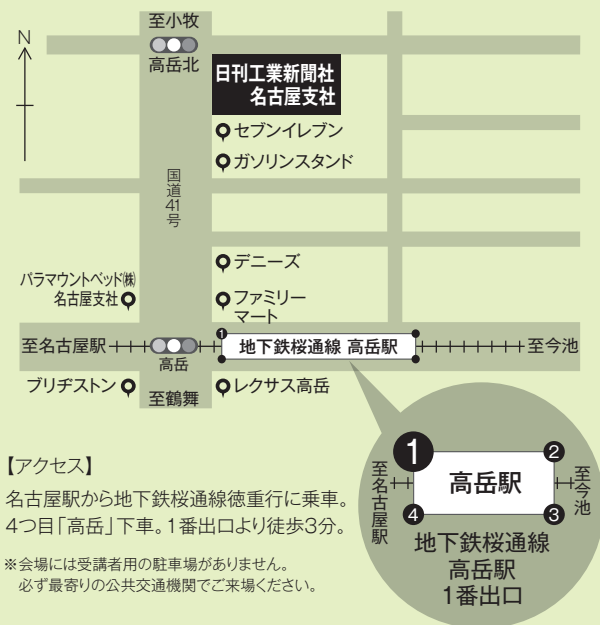 至小牧
N
高岳北
日刊工業新聞社
名古屋支社
セブンイレブン
ガソリンスタンド
国道41号
デニーズ
パラマウントベッド㈱
名古屋支社
ファミリー
マート
至名古屋駅
1
地下鉄桜通線 高岳駅
至今池
高岳
ブリヂストン
至鶴舞
レクサス高岳
【アクセス】
名古屋駅から地下鉄桜通線徳重行に乗車。
4つ目「高岳」下車。1番出口より徒歩3分。
※会場には受講者用の駐車場がありません。
必ず最寄りの公共交通機関でご来場ください。
1
2
至名古屋駅
高岳駅
至今池
4
3
地下鉄桜通線
高岳駅
1番出口